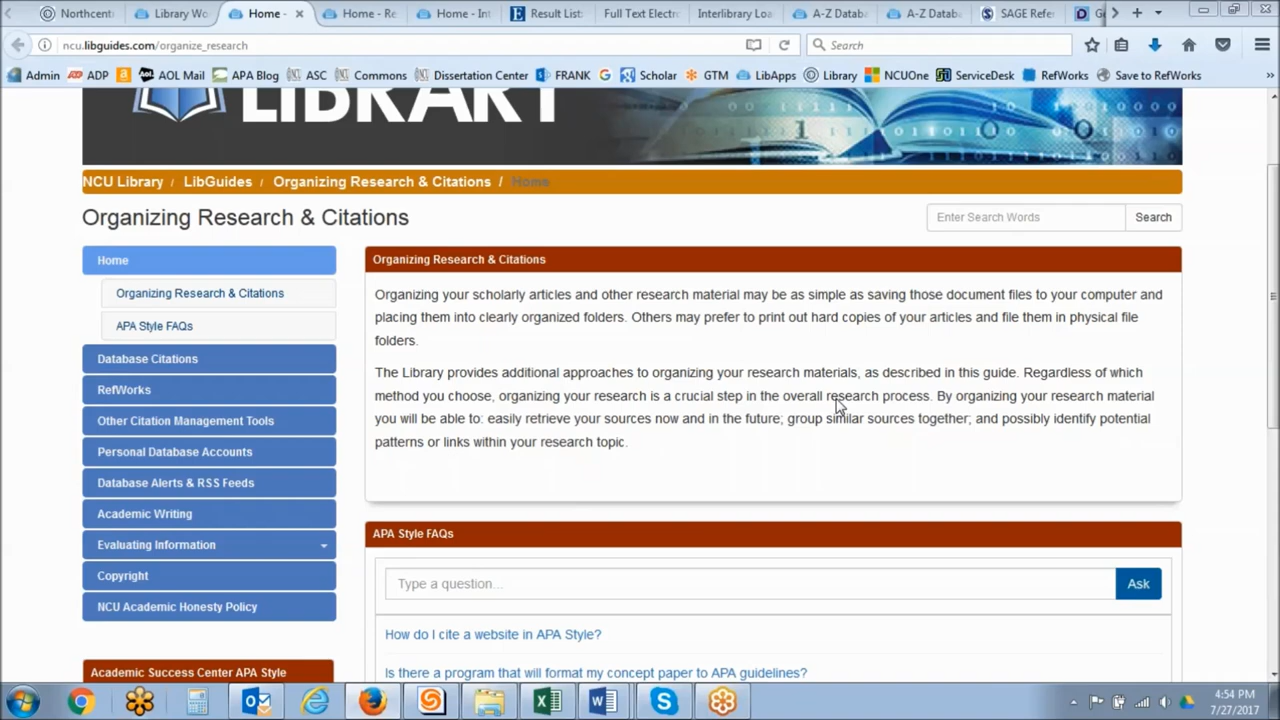 Northcent
Library Wo
Home -
Home - Re
Home - Int
Result List:
Full Text Electr
Interlibrary Loa
A-Z Datab
A-Z Datab
SAGE Refer
ncu.libguides.com/organize_research
Search
Admin ADP AOL Mail APA Blog ASC Commons Dissertation Center FRANK Scholar GTM LibApps Library NCUOne ServiceDesk RefWorks Save to RefWorks
LIBRARY
NCU Library / LibGuides / Organizing Research & Citations / Home
Organizing Research & Citations
Enter Search Words
Search
Home
Organizing Research & Citations
APA Style FAQs
Database Citations
RefWorks
Other Citation Management Tools
Personal Database Accounts
Database Alerts & RSS Feeds
Academic Writing
Evaluating Information
Copyright
NCU Academic Honesty Policy
Academic Success Center APA Style
Organizing Research & Citations
Organizing your scholarly articles and other research material may be as simple as saving those document files to your computer and
placing them into clearly organized folders. Others may prefer to print out hard copies of your articles and file them in physical file
folders.
The Library provides additional approaches to organizing your research materials, as described in this guide. Regardless of which
method you choose, organizing your research is a crucial step in the overall research process. By organizing your research material
you will be able to: easily retrieve your sources now and in the future; group similar sources together; and possibly identify potential
patterns or links within your research topic.
APA Style FAQs
Type a question...
Ask
How do I cite a website in APA Style?
Is there a program that will format my concept paper to APA guidelines?
4:54 PM
7/27/2017